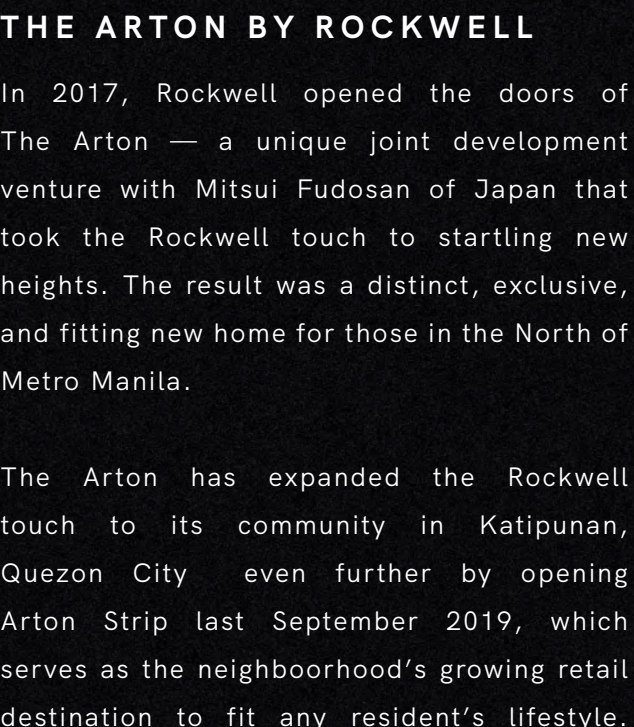 THE ARTON BY ROCKWELL
In 2017, Rockwell opened the doors of
The Arton — a unique joint development
venture with Mitsui Fudosan of Japan that
took the Rockwell touch to startling new
heights. The result was a distinct, exclusive,
and fitting new home for those in the North of
Metro Manila.
The Arton has expanded the Rockwell
touch to its community in Katipunan,
Quezon City even further by opening
Arton Strip last September 2019, which
serves as the neighboorhood’s growing retail
destination to fit any resident’s lifestyle.